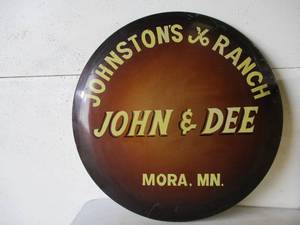 JOHNSTON'S RANCH
JOHN & DEE
MORA, MN.